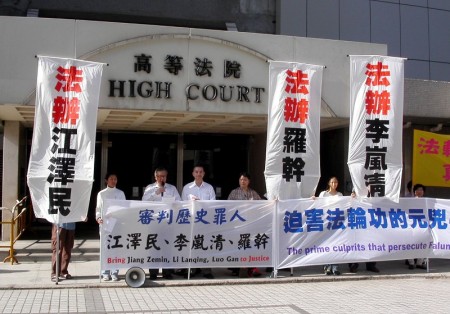 高等法院
HIGH COURT
法辦江澤民
法辦羅幹
法辦李嵐清
法
審判歷史罪人
江澤民、李嵐清、羅幹
Bring Jiang Zemin, Li Lanqing, Luo Gan to Justice
迫害法輪功的元兇
The prime culprits that persecute Falun